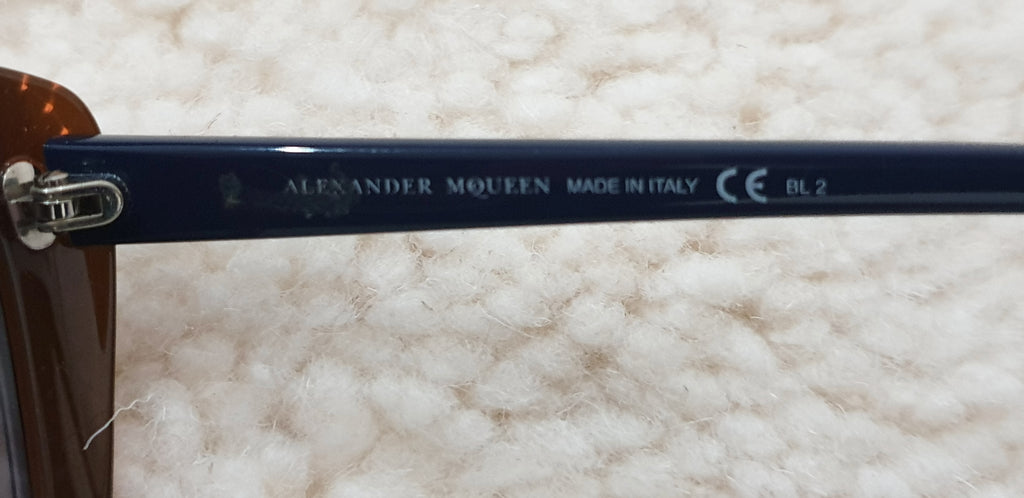 ALEXANDER MQUEEN MADE IN ITALY CE BL 2